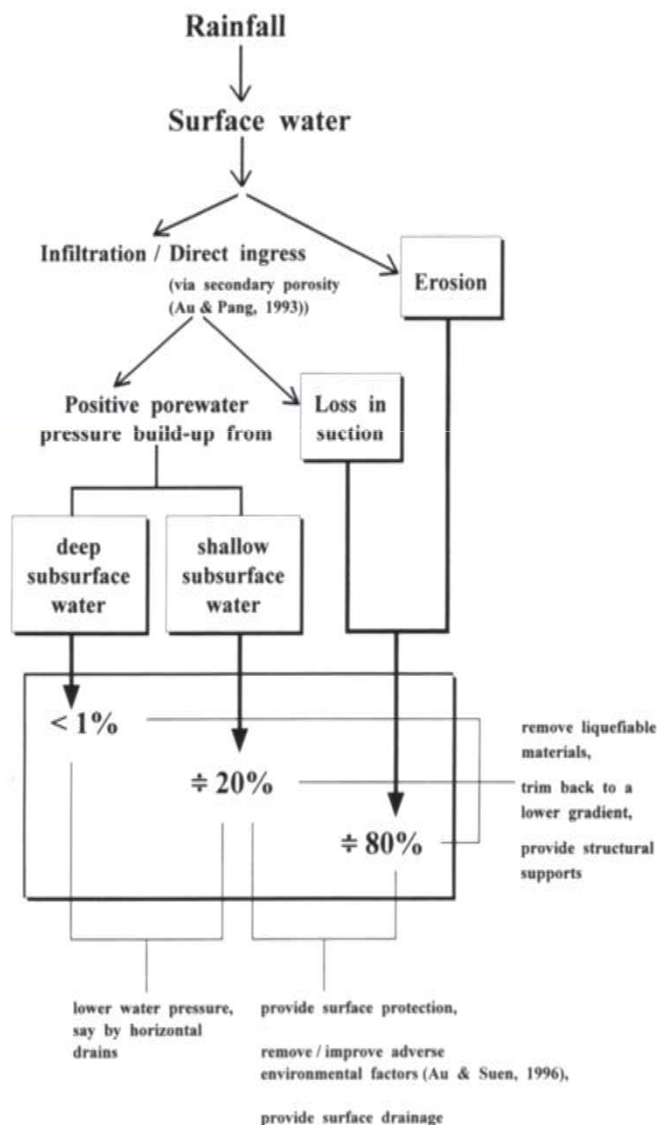 Rainfall
Surface water
Infiltration / Direct ingress
(via secondary porosity
(Au & Pang, 1993))
Erosion
Positive porewater
pressure build-up from
Loss in
suction
deep
subsurface
water
shallow
subsurface
water
< 1%
≑ 20%
≑ 80%
remove liquefiable
materials,
trim back to a
lower gradient,
provide structural
supports
lower water pressure,
say by horizontal
drains
provide surface protection,
remove / improve adverse
environmental factors (Au & Suen, 1996),
provide surface drainage